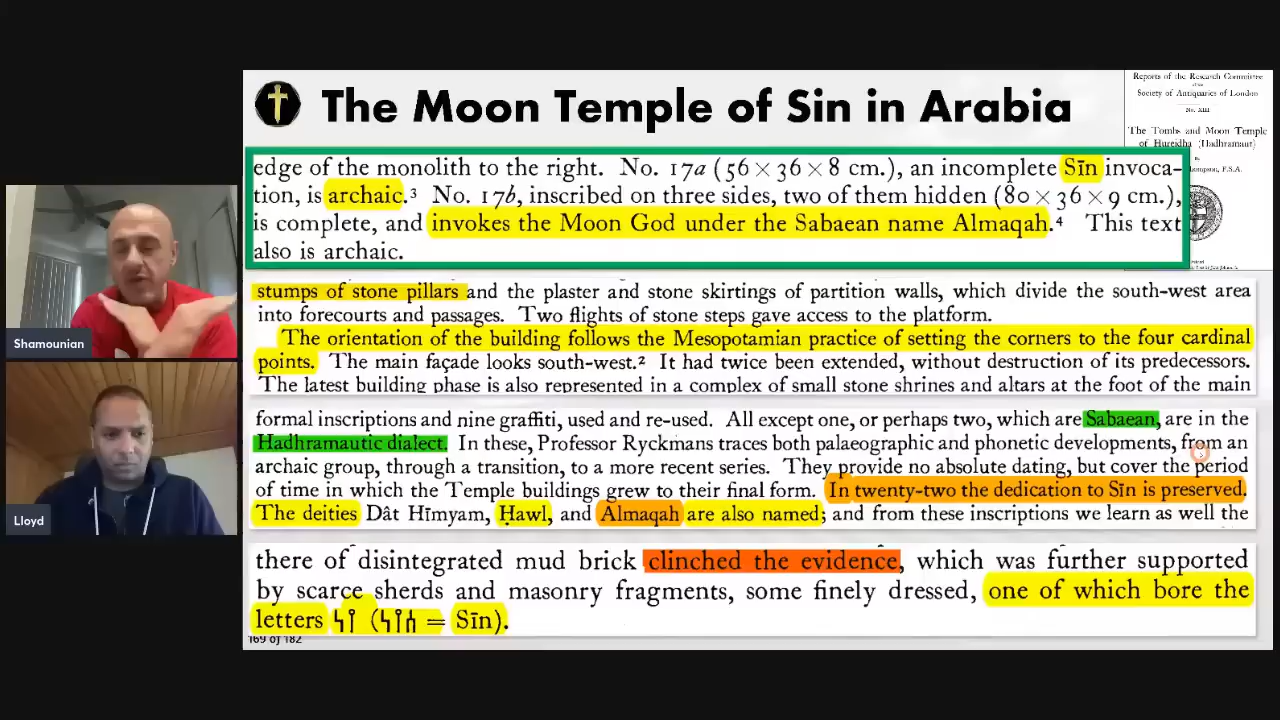 The Moon Temple of Sin in Arabia
Reports of the Research Committee
of the
Society of Antiquaries of London
No. XIII
The Tombs and Moon Temple
of Hureidha (Hadhramaut)
F.S.A.
edge of the monolith to the right. No. 17a (56 × 36 × 8 cm.), an incomplete Sīn invoca-
tion, is archaic.³ No. 17b, inscribed on three sides, two of them hidden (80 × 36 × 9 cm.),
is complete, and invokes the Moon God under the Sabaean name Almaqah.⁴ This text
also is archaic.
stumps of stone pillars and the plaster and stone skirtings of partition walls, which divide the south-west area
into forecourts and passages. Two flights of stone steps gave access to the platform.
The orientation of the building follows the Mesopotamian practice of setting the corners to the four cardinal
points. The main façade looks south-west.² It had twice been extended, without destruction of its predecessors.
The latest building phase is also represented in a complex of small stone shrines and altars at the foot of the main
formal inscriptions and nine graffiti, used and re-used. All except one, or perhaps two, which are Sabaean, are in the
Hadhramautic dialect. In these, Professor Ryckmans traces both palaeographic and phonetic developments, from an
archaic group, through a transition, to a more recent series. They provide no absolute dating, but cover the period
of time in which the Temple buildings grew to their final form. In twenty-two the dedication to Sīn is preserved.
The deities Dât Hīmyam, Ḥawl, and Almaqah are also named; and from these inscriptions we learn as well the
there of disintegrated mud brick clinched the evidence, which was further supported
by scarce sherds and masonry fragments, some finely dressed, one of which bore the
letters 𐩬𐩺 (𐩬𐩺𐩪 = Sīn).
169 of 182
Shamounian
Lloyd